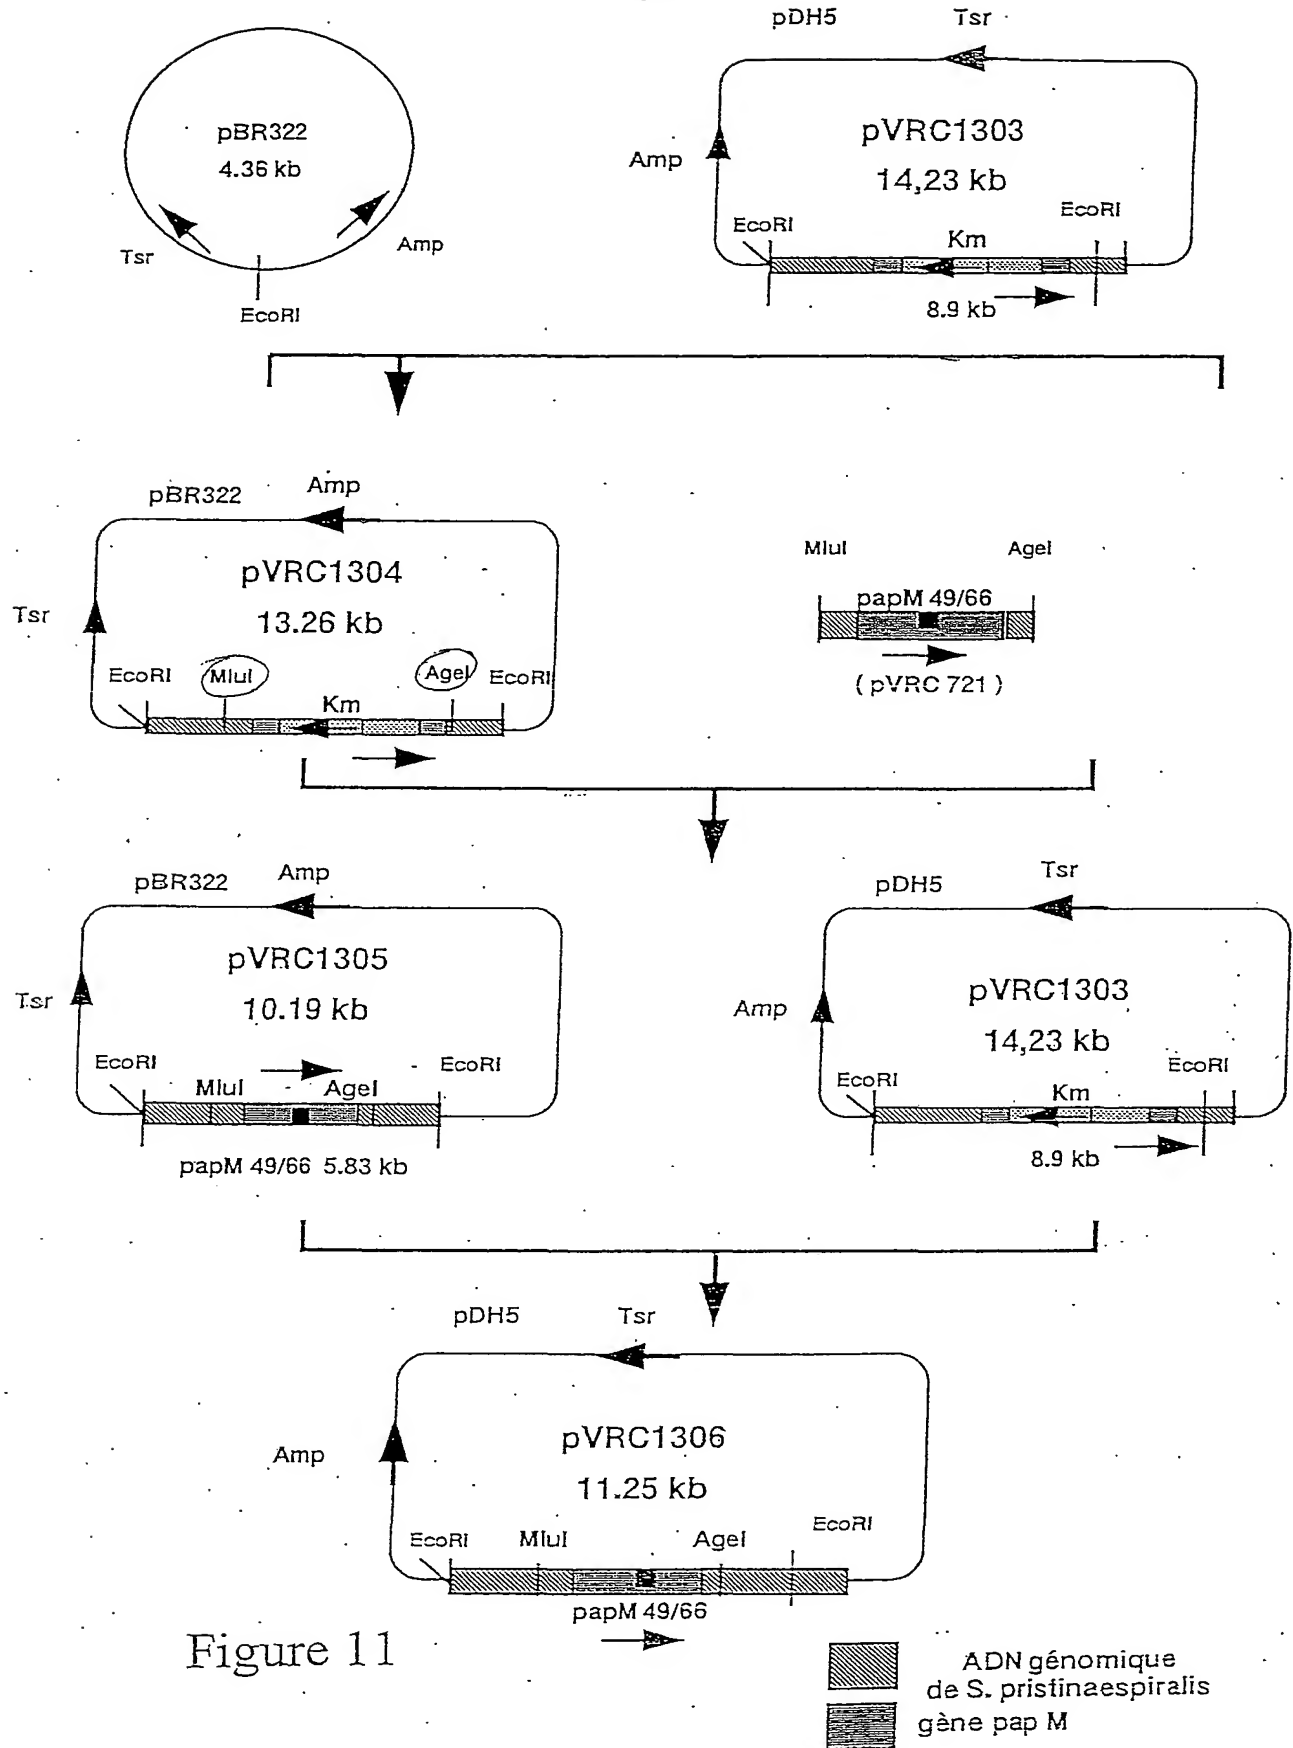 pBR322
4.36 kb
Tsr
Amp
EcoRI
pDH5
Tsr
pVRC1303
14,23 kb
Amp
EcoRI
EcoRI
Km
8.9 kb
pBR322
Amp
pVRC1304
13.26 kb
Tsr
EcoRI
MluI
AgeI
EcoRI
Km
MluI
AgeI
papM 49/66
( pVRC 721 )
pBR322
Amp
pVRC1305
10.19 kb
Tsr
EcoRI
EcoRI
MluI
AgeI
papM 49/66 5.83 kb
pDH5
Tsr
pVRC1303
14,23 kb
Amp
EcoRI
EcoRI
Km
8.9 kb
pDH5
Tsr
pVRC1306
11.25 kb
Amp
EcoRI
MluI
AgeI
EcoRI
papM 49/66
Figure 11
ADN génomique
de S. pristinaespiralis
gène pap M